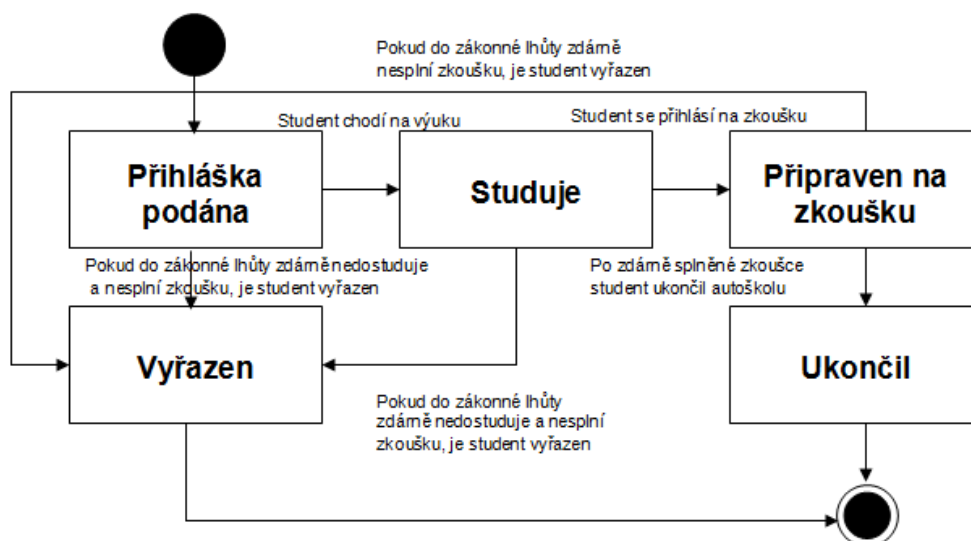 Pokud do zákonné lhůty zdárně
nesplní zkoušku, je student vyřazen
Student chodí na výuku
Student se přihlásí na zkoušku
Přihláška
podána
Studuje
Připraven na
zkoušku
Pokud do zákonné lhůty zdárně nedostuduje
a nesplní zkoušku, je student vyřazen
Po zdárně splněné zkoušce
student ukončil autoškolu
Vyřazen
Ukončil
Pokud do zákonné lhůty
zdárně nedostuduje a nesplní
zkoušku, je student vyřazen